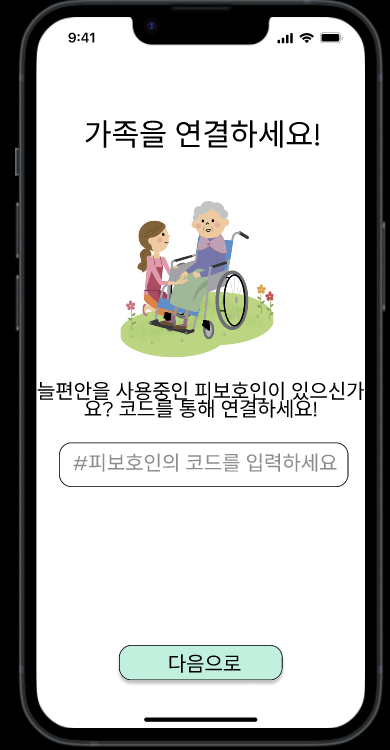 9:41
가족을 연결하세요!
늘편안을 사용중인 피보호인이 있으신가
요? 코드를 통해 연결하세요!
#피보호인의 코드를 입력하세요
다음으로